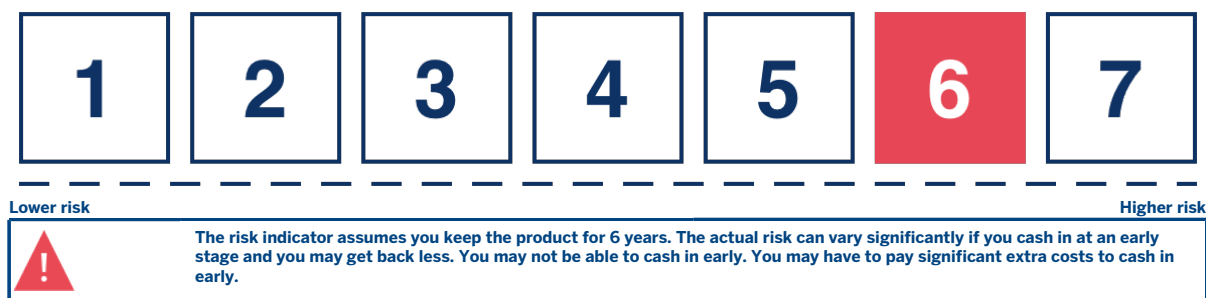 1 2 3 4 5 6 7
Lower risk Higher risk
!
The risk indicator assumes you keep the product for 6 years. The actual risk can vary significantly if you cash in at an early
stage and you may get back less. You may not be able to cash in early. You may have to pay significant extra costs to cash in
early.